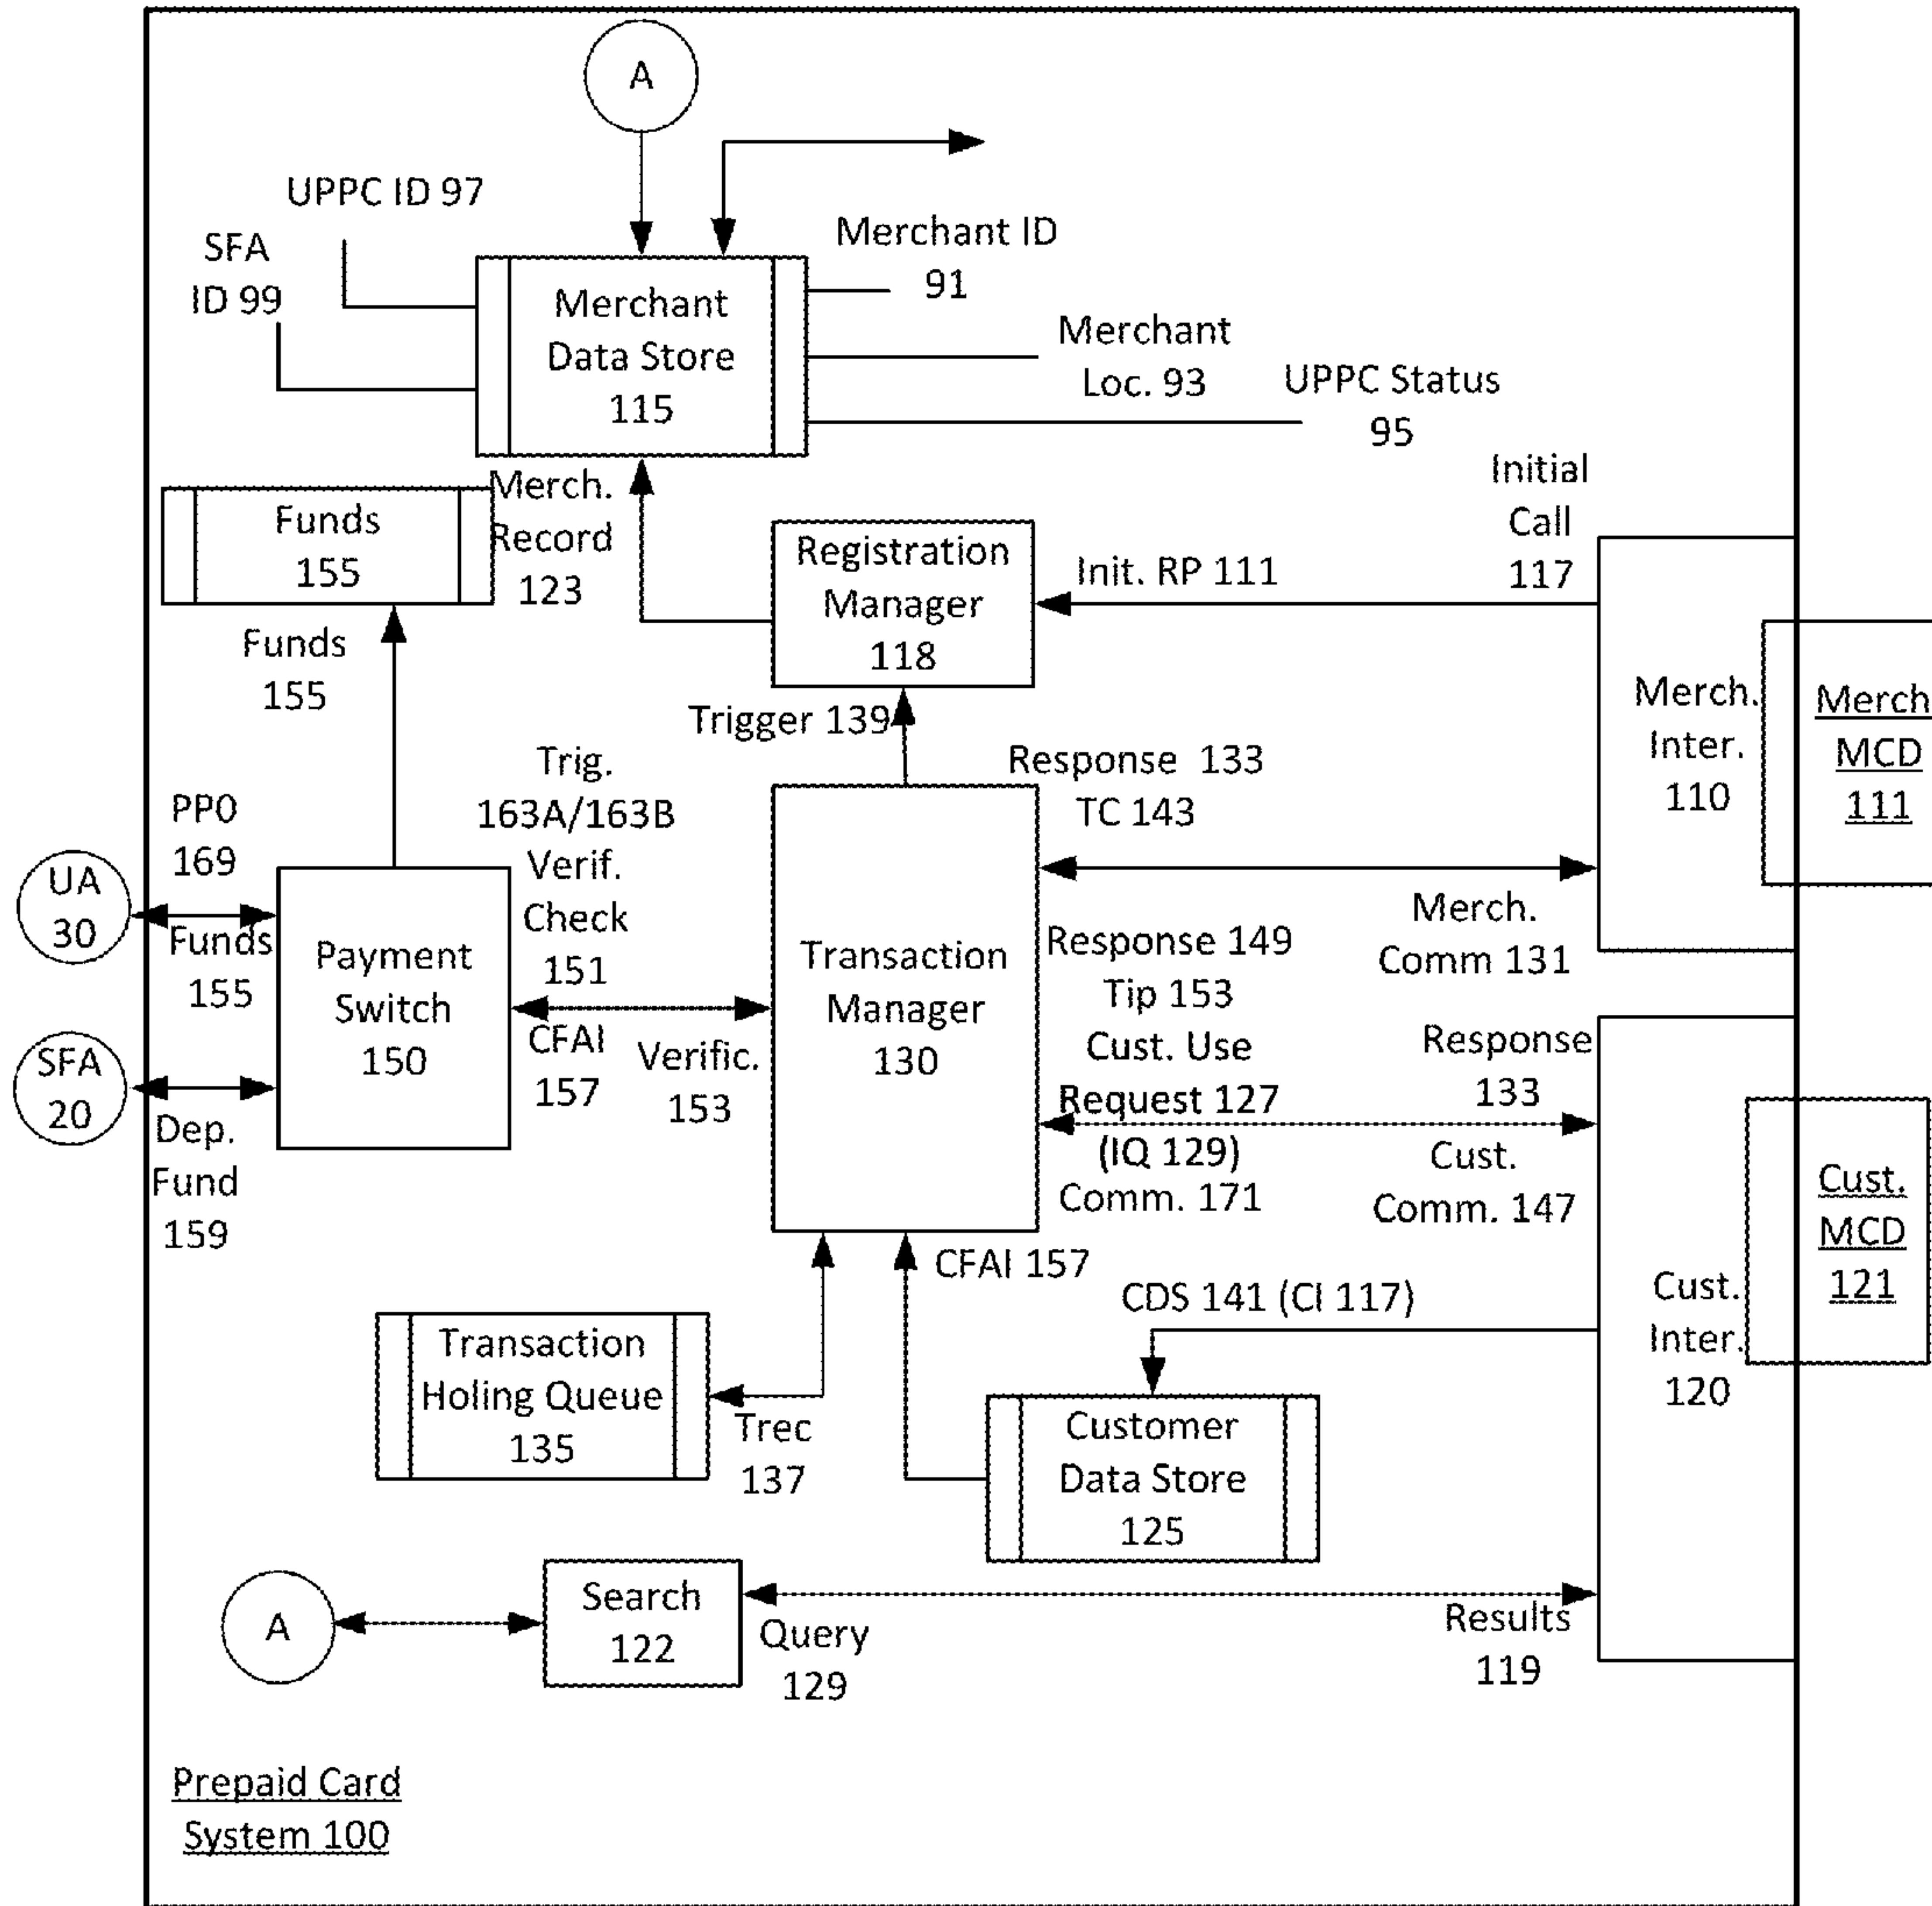 A
UPPC ID 97
SFA
ID 99
Merchant
Data Store
115
Merchant ID
91
Merchant
Loc. 93
UPPC Status
95
Funds
155
Merch.
Record
123
Registration
Manager
118
Init. RP 111
Initial
Call
117
Funds
155
Trigger 139
Merch.
Inter.
110
Merch
MCD
111
PP0
169
Trig.
163A/163B
Verif.
Check
151
Response 133
TC 143
UA
30
Funds
155
Payment
Switch
150
Transaction
Manager
130
Merch.
Comm 131
Response 149
Tip 153
Cust. Use
Request 127
(IQ 129)
Comm. 171
SFA
20
Dep.
Fund
159
CFAI
157
Verific.
153
Response
133
Cust.
Comm. 147
Cust.
MCD
121
CFAI 157
CDS 141 (CI 117)
Cust.
Inter.
120
Transaction
Holing Queue
135
Trec
137
Customer
Data Store
125
A
Search
122
Query
129
Results
119
Prepaid Card
System 100